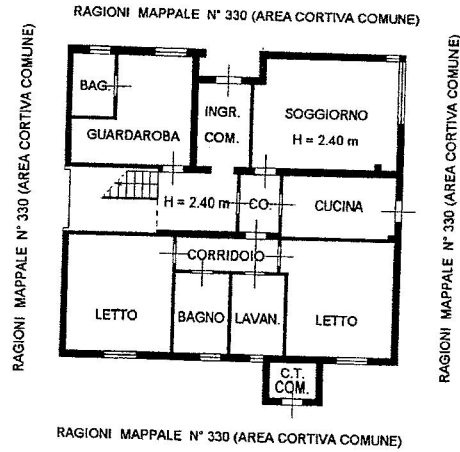 RAGIONI MAPPALE N° 330 (AREA CORTIVA COMUNE)
RAGIONI MAPPALE N° 330 (AREA CORTIVA COMUNE)
RAGIONI MAPPALE N° 330 (AREA CORTIVA COMUNE)
BAG.
INGR.
COM.
SOGGIORNO
H = 2.40 m
GUARDAROBA
H = 2.40 m
CO.
CUCINA
CORRIDOIO
LETTO
BAGNO
LAVAN.
LETTO
C.T.
COM.
RAGIONI MAPPALE N° 330 (AREA CORTIVA COMUNE)